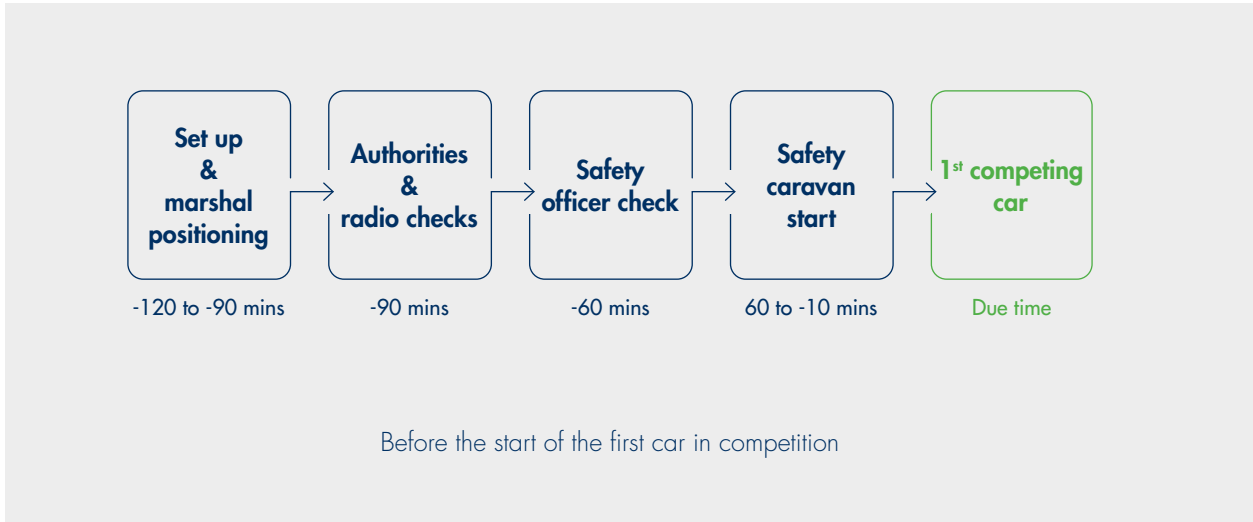 Set up
&
marshal
positioning
-120 to -90 mins
Authorities
&
radio checks
-90 mins
Safety
officer check
-60 mins
Safety
caravan
start
60 to -10 mins
1st competing
car
Due time
Before the start of the first car in competition